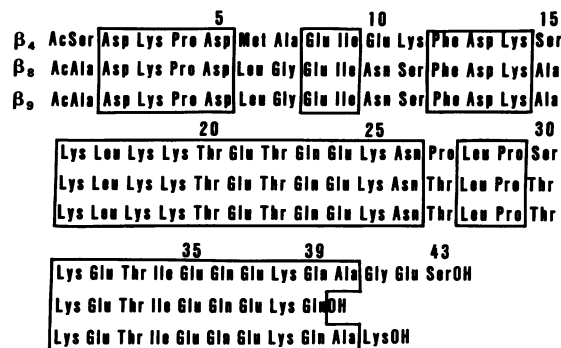 5 10 15
β4 AcSer Asp Lys Pro Asp Met Ala Glu Ile Glu Lys Phe Asp Lys Ser
β8 AcAla Asp Lys Pro Asp Leu Gly Glu Ile Asn Ser Phe Asp Lys Ala
β9 AcAla Asp Lys Pro Asp Leu Gly Glu Ile Asn Ser Phe Asp Lys Ala
20 25 30
Lys Leu Lys Lys Thr Glu Thr Gln Glu Lys Asn Pro Leu Pro Ser
Lys Leu Lys Lys Thr Glu Thr Gln Glu Lys Asn Thr Leu Pro Thr
Lys Leu Lys Lys Thr Glu Thr Gln Glu Lys Asn Thr Leu Pro Thr
35 39 43
Lys Glu Thr Ile Glu Gln Glu Lys Gln Ala Gly Glu SerOH
Lys Glu Thr Ile Glu Gln Glu Lys GlnOH
Lys Glu Thr Ile Glu Gln Glu Lys Gln Ala LysOH